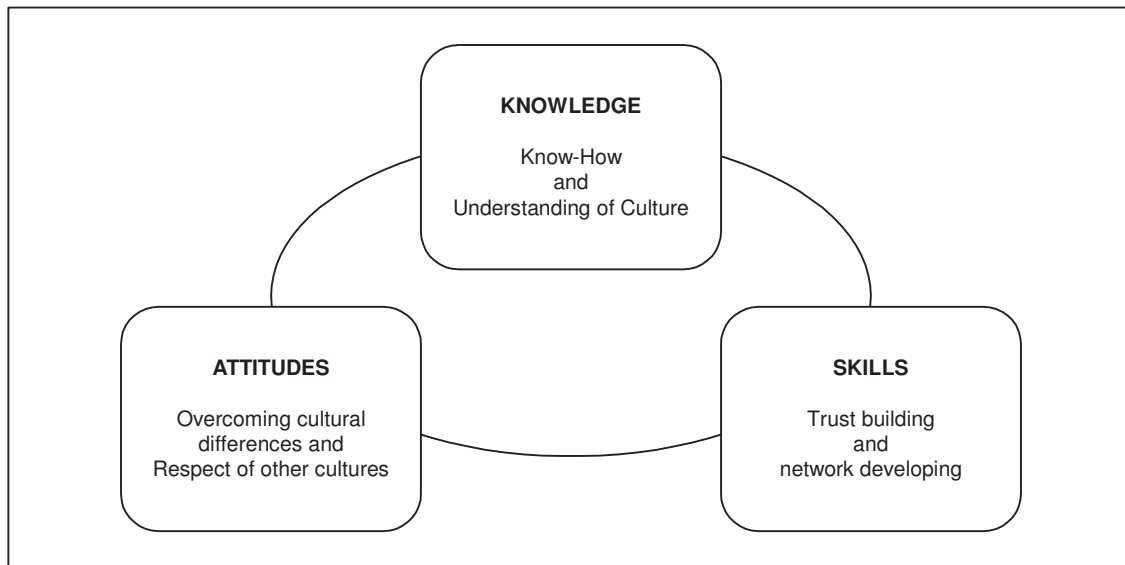 KNOWLEDGE
Know-How
and
Understanding of Culture
ATTITUDES
Overcoming cultural
differences and
Respect of other cultures
SKILLS
Trust building
and
network developing